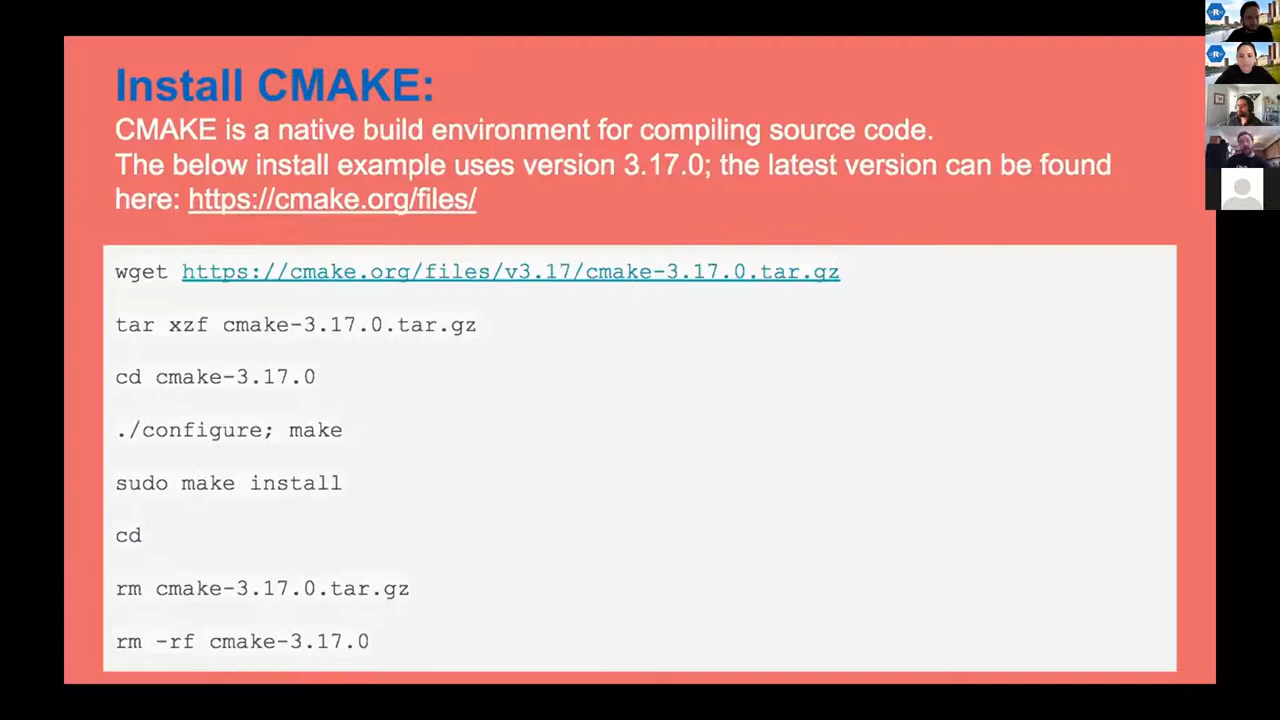 Install CMAKE:
CMAKE is a native build environment for compiling source code.
The below install example uses version 3.17.0; the latest version can be found
here: https://cmake.org/files/
wget https://cmake.org/files/v3.17/cmake-3.17.0.tar.gz
tar xzf cmake-3.17.0.tar.gz
cd cmake-3.17.0
./configure; make
sudo make install
cd
rm cmake-3.17.0.tar.gz
rm -rf cmake-3.17.0